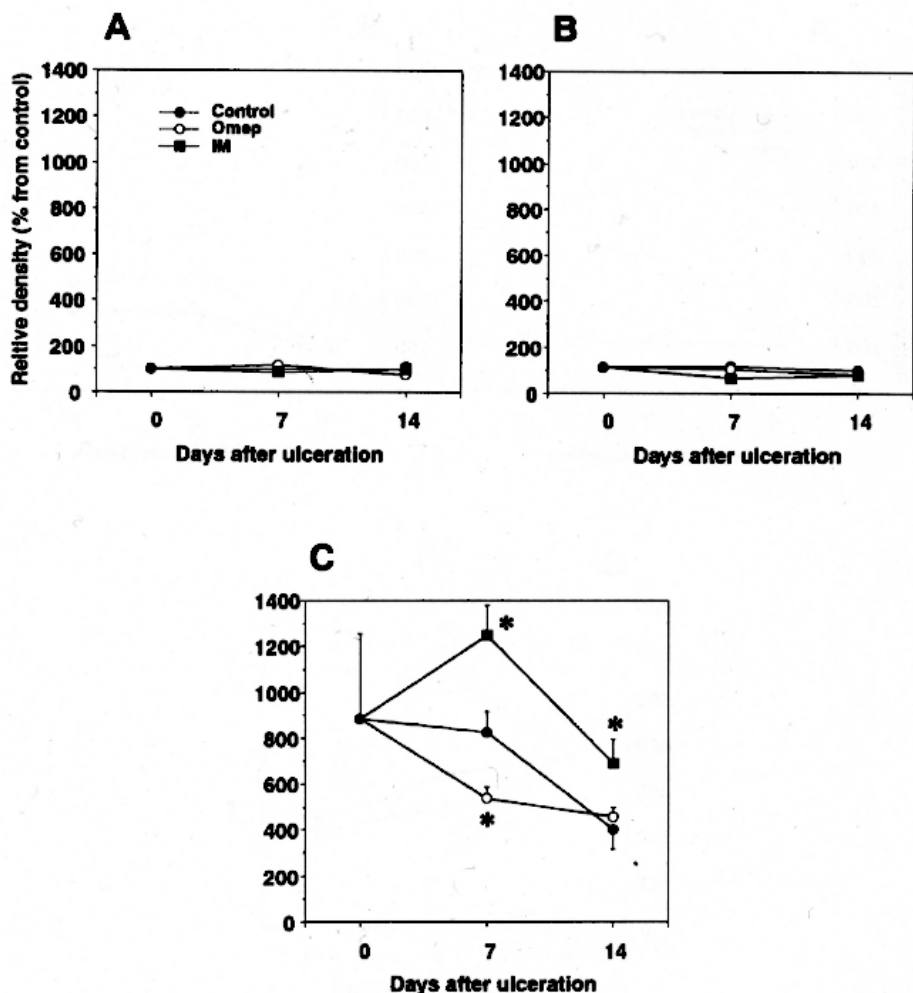 A
Reltive density (% from control)
1400
1200
1000
800
600
400
200
0
Control
Omep
IM
0 7 14
Days after ulceration
B
1400
1200
1000
800
600
400
200
0
0 7 14
Days after ulceration
C
1400
1200
1000
800
600
400
200
0
*
*
*
0 7 14
Days after ulceration